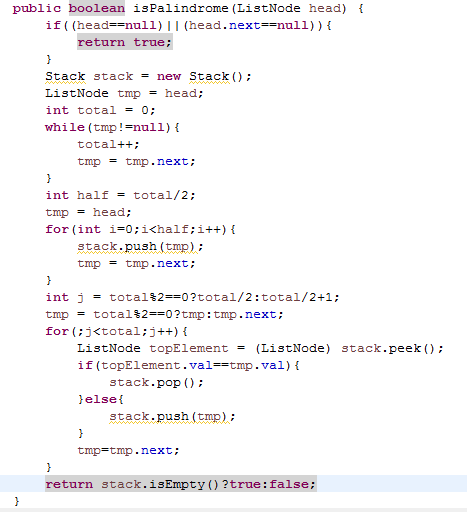 public boolean isPalindrome(ListNode head) {
if((head==null)||(head.next==null)){
return true;
}
Stack stack = new Stack();
ListNode tmp = head;
int total = 0;
while(tmp!=null){
total++;
tmp = tmp.next;
}
int half = total/2;
tmp = head;
for(int i=0;i<half;i++){
stack.push(tmp);
tmp = tmp.next;
}
int j = total%2==0?total/2:total/2+1;
tmp = total%2==0?tmp:tmp.next;
for(;j<total;j++){
ListNode topElement = (ListNode) stack.peek();
if(topElement.val==tmp.val){
stack.pop();
}else{
stack.push(tmp);
}
tmp=tmp.next;
}
return stack.isEmpty()?true:false;
}